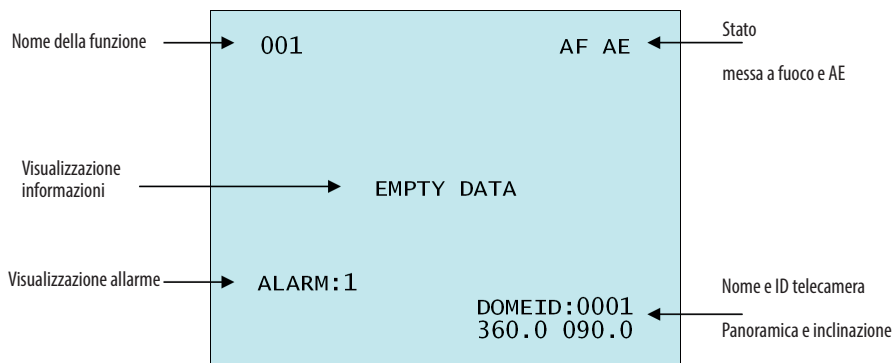 Nome della funzione
001
AF AE
Stato
messa a fuoco e AE
Visualizzazione
informazioni
EMPTY DATA
Visualizzazione allarme
ALARM:1
DOMEID:0001
360.0 090.0
Nome e ID telecamera
Panoramica e inclinazione